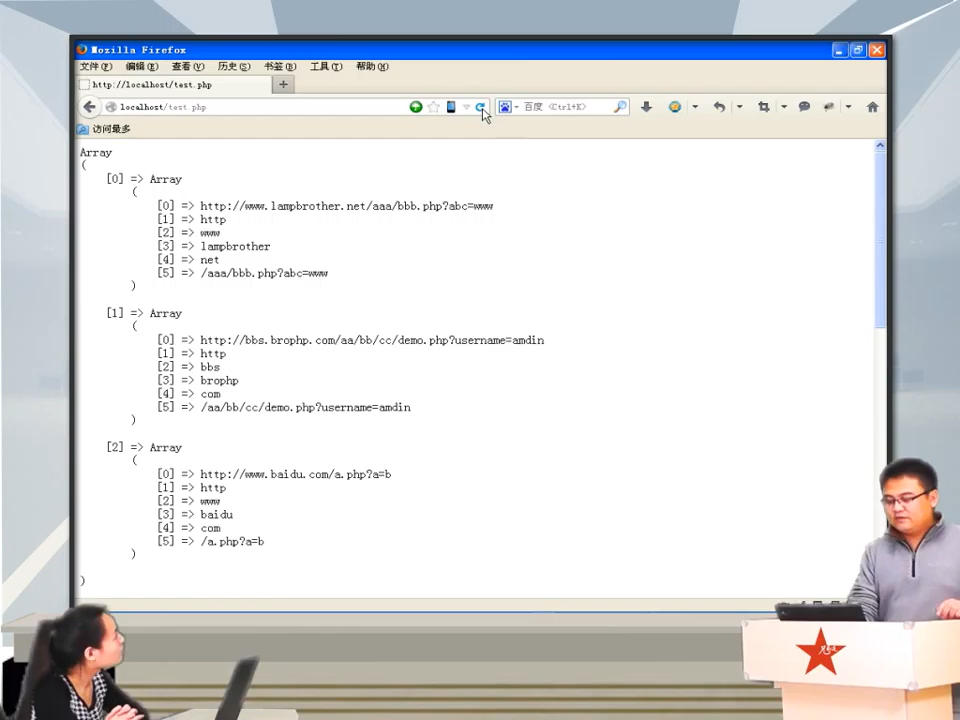 Mozilla Firefox
文件(F) 编辑(E) 查看(V) 历史(S) 书签(B) 工具(T) 帮助(H)
http://localhost/test.php
localhost/test.php
百度 <Ctrl+K>
访问最多
Array
(
[0] => Array
(
[0] => http://www.lampbrother.net/aaa/bbb.php?abc=www
[1] => http
[2] => www
[3] => lampbrother
[4] => net
[5] => /aaa/bbb.php?abc=www
)
[1] => Array
(
[0] => http://bbs.brophp.com/aa/bb/cc/demo.php?username=amdin
[1] => http
[2] => bbs
[3] => brophp
[4] => com
[5] => /aa/bb/cc/demo.php?username=amdin
)
[2] => Array
(
[0] => http://www.baidu.com/a.php?a=b
[1] => http
[2] => www
[3] => baidu
[4] => com
[5] => /a.php?a=b
)
)